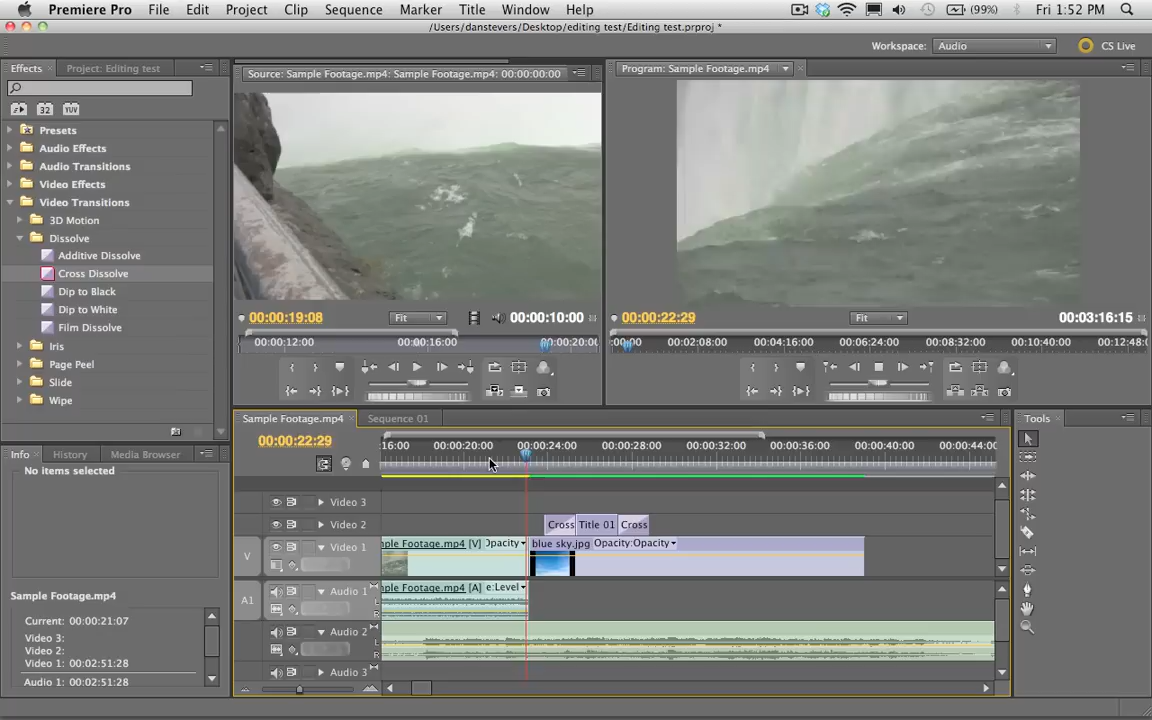 Premiere Pro File Edit Project Clip Sequence Marker Title Window Help (99%) Fri 1:52 PM
/Users/danstevers/Desktop/editing test/Editing test.prproj *
Workspace: Audio CS Live
Effects Project: Editing test
Source: Sample Footage.mp4: Sample Footage.mp4: 00:00:00:00
Program: Sample Footage.mp4
32 YUV
Presets
Audio Effects
Audio Transitions
Video Effects
Video Transitions
3D Motion
Dissolve
Additive Dissolve
Cross Dissolve
Dip to Black
Dip to White
Film Dissolve
Iris
Page Peel
Slide
Wipe
00:00:19:08 Fit 00:00:10:00
00:00:12:00 00:00:16:00 00:00:20:00
00:00:22:29 Fit 00:03:16:15
00:00 00:02:08:00 00:04:16:00 00:06:24:00 00:08:32:00 00:10:40:00 00:12:48:0
Info History Media Browser
No items selected
Sample Footage.mp4
Current: 00:00:21:07
Video 3:
Video 2:
Video 1: 00:02:51:28
Audio 1: 00:02:51:28
Sample Footage.mp4 Sequence 01
00:00:22:29
:16:00 00:00:20:00 00:00:24:00 00:00:28:00 00:00:32:00 00:00:36:00 00:00:40:00 00:00:44:00
Video 3
Video 2 Cross Title 01 Cross
V Video 1 ple Footage.mp4 [V] Opacity blue sky.jpg Opacity:Opacity
A1 Audio 1 ple Footage.mp4 [A] e:Level
L
R
Audio 2
L
R
Audio 3
Tools